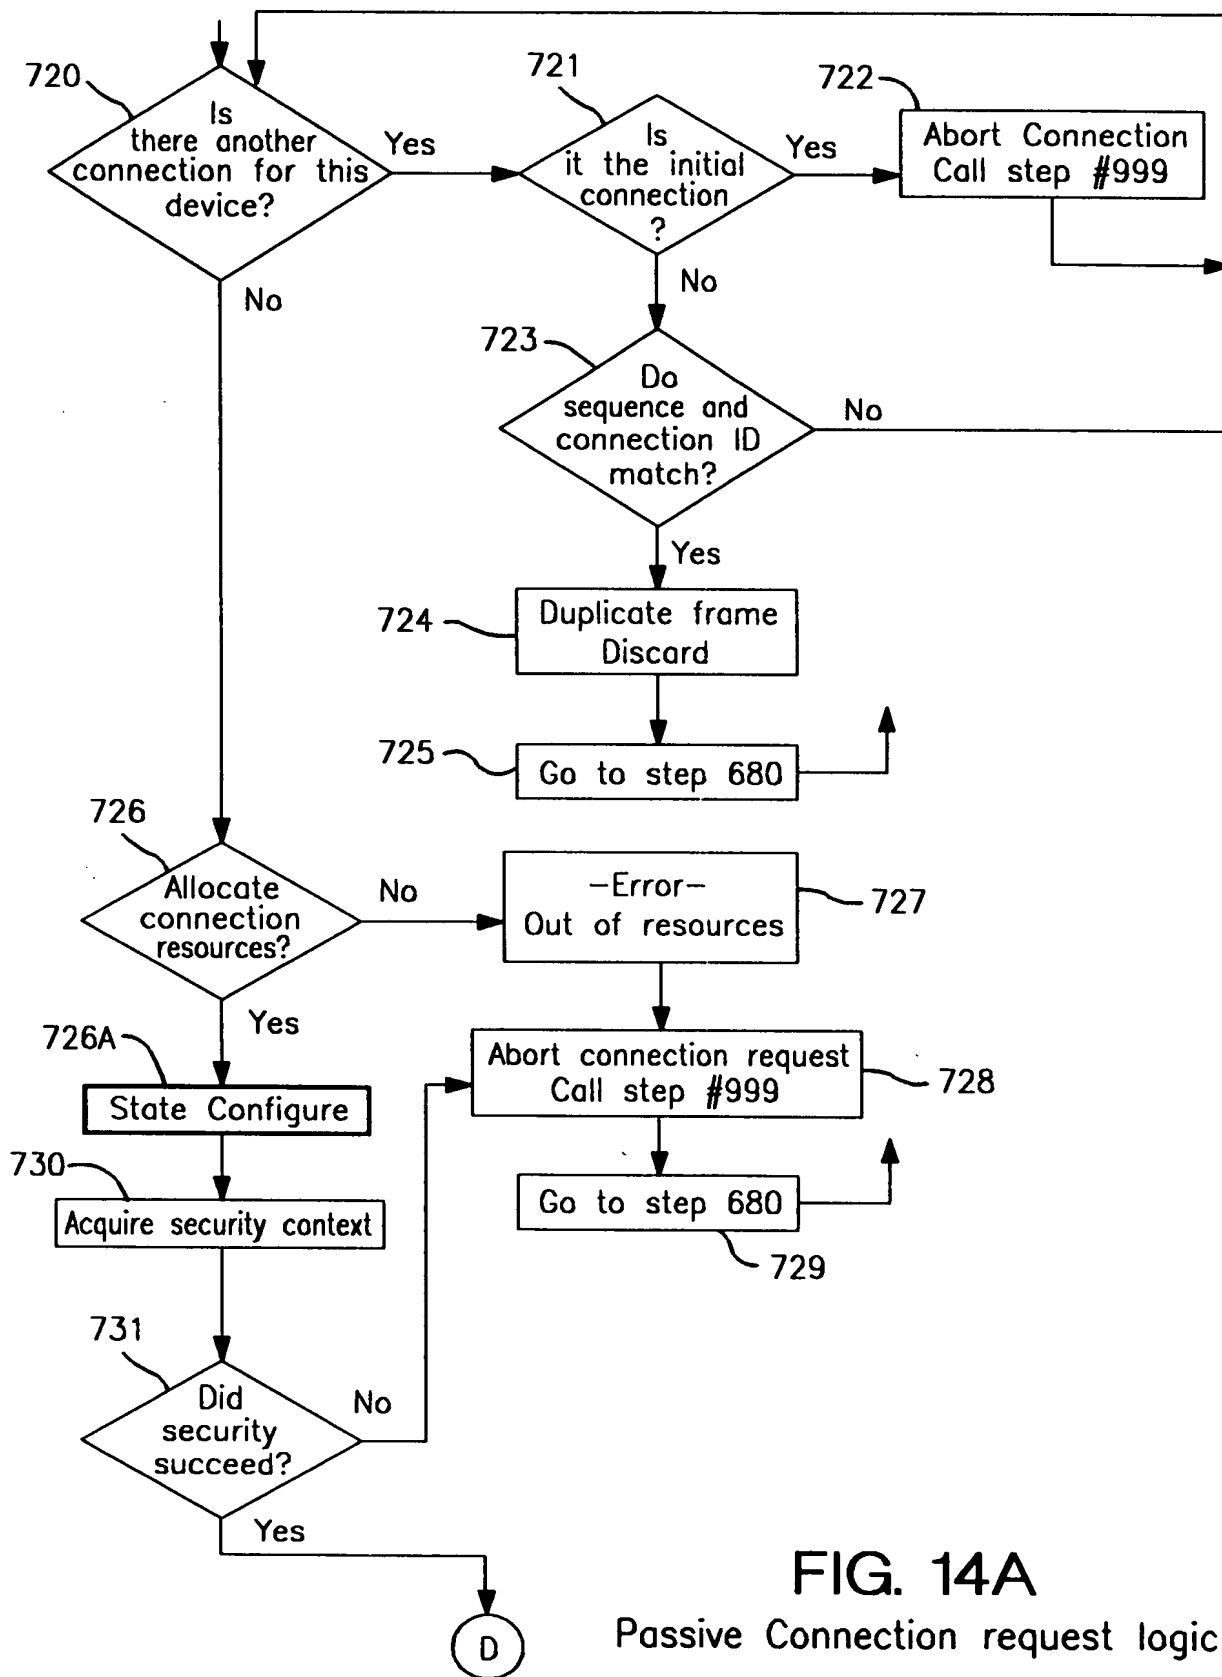 720
Is
there another
connection for this
device?
Yes
No
721
Is
it the initial
connection
?
Yes
No
722
Abort Connection
Call step #999
723
Do
sequence and
connection ID
match?
No
Yes
724
Duplicate frame
Discard
725
Go to step 680
726
Allocate
connection
resources?
No
Yes
-Error-
Out of resources
727
726A
State Configure
Abort connection request
Call step #999
728
730
Acquire security context
Go to step 680
729
731
Did
security
succeed?
No
Yes
D
FIG. 14A
Passive Connection request logic